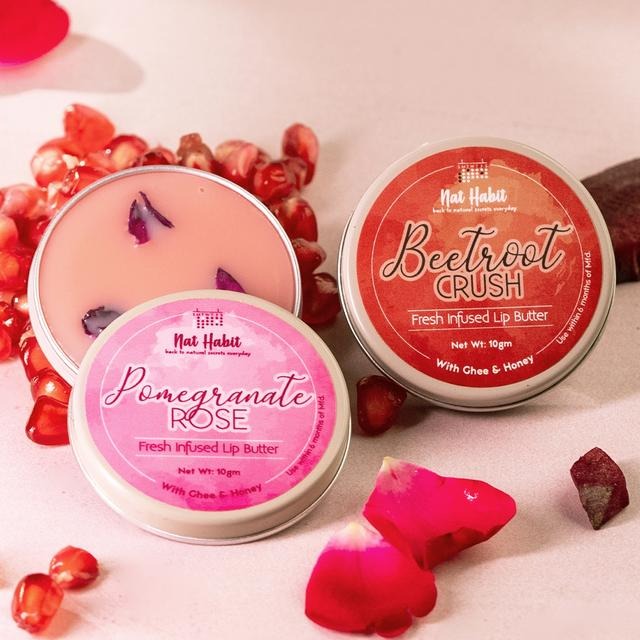 Nat Habit
back to natural secrets everyday
Beetroot
CRUSH
Fresh Infused Lip Butter
Net Wt: 10gm
With Ghee & Honey
Use within 6 months of Mfd.
Nat Habit
back to natural secrets everyday
Pomegranate
ROSE
Fresh Infused Lip Butter
Net Wt: 10gm
With Ghee & Honey
Use within 6 months of Mfd.